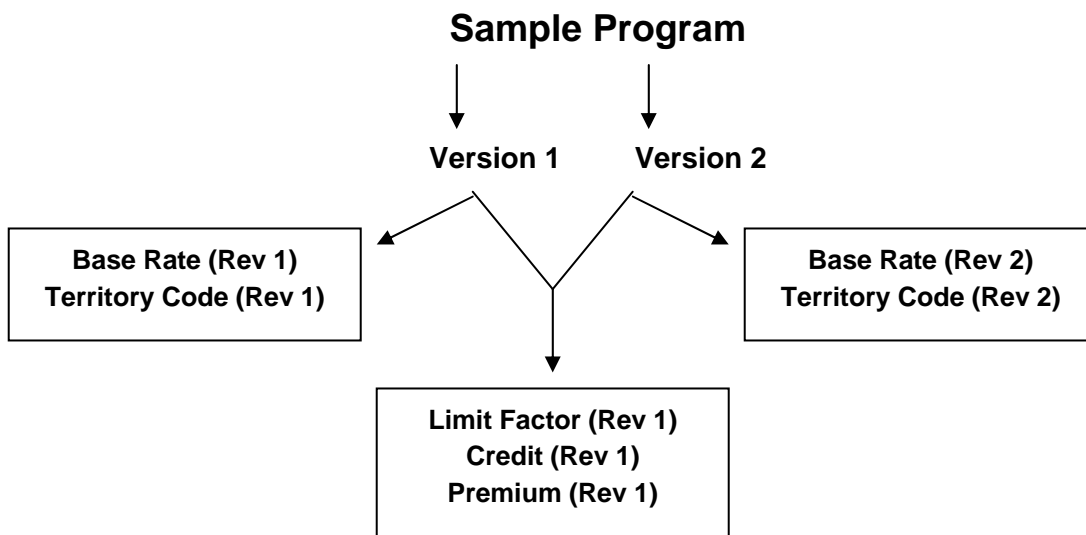 Sample Program
Version 1
Version 2
Base Rate (Rev 1)
Territory Code (Rev 1)
Base Rate (Rev 2)
Territory Code (Rev 2)
Limit Factor (Rev 1)
Credit (Rev 1)
Premium (Rev 1)